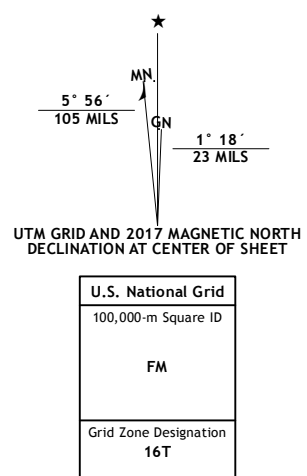 MN.
5° 56´
105 MILS
GN
1° 18´
23 MILS
UTM GRID AND 2017 MAGNETIC NORTH
DECLINATION AT CENTER OF SHEET
U.S. National Grid
100,000-m Square ID
FM
Grid Zone Designation
16T